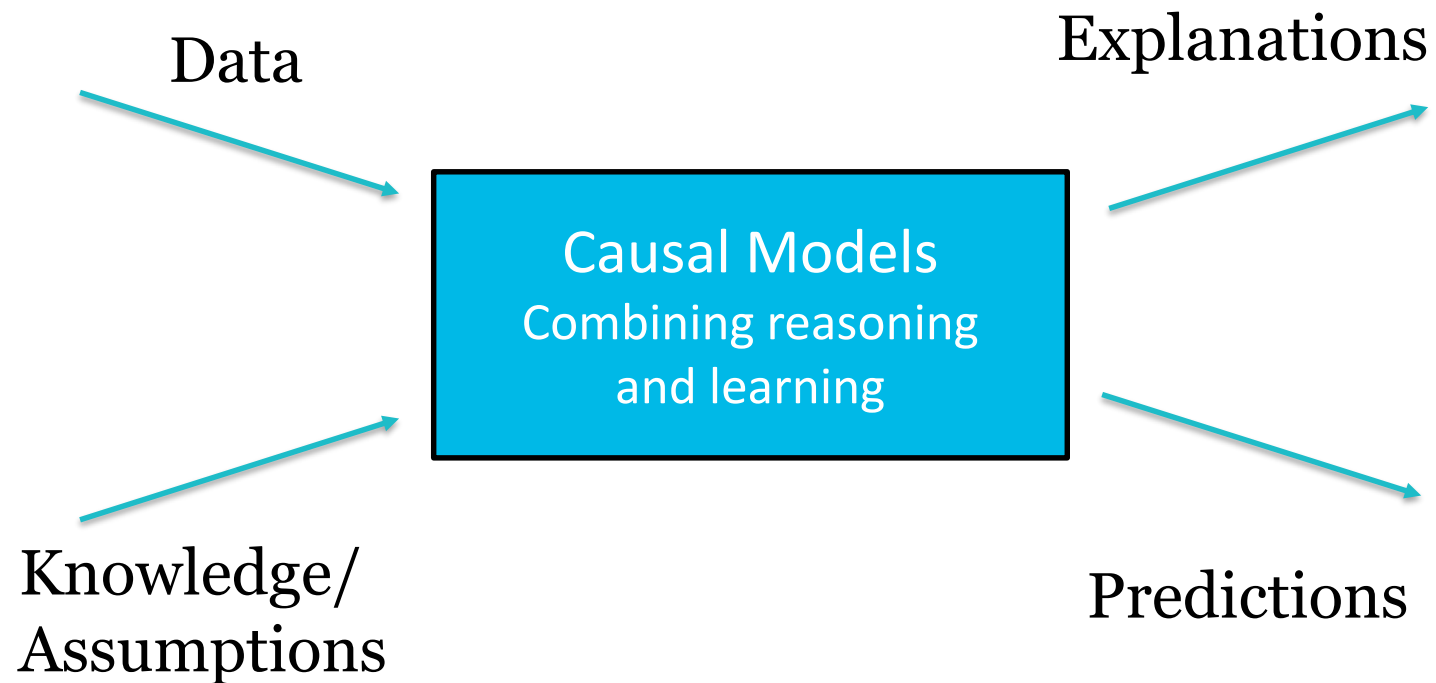 Data
Explanations
Causal Models
Combining reasoning
and learning
Knowledge/
Assumptions
Predictions